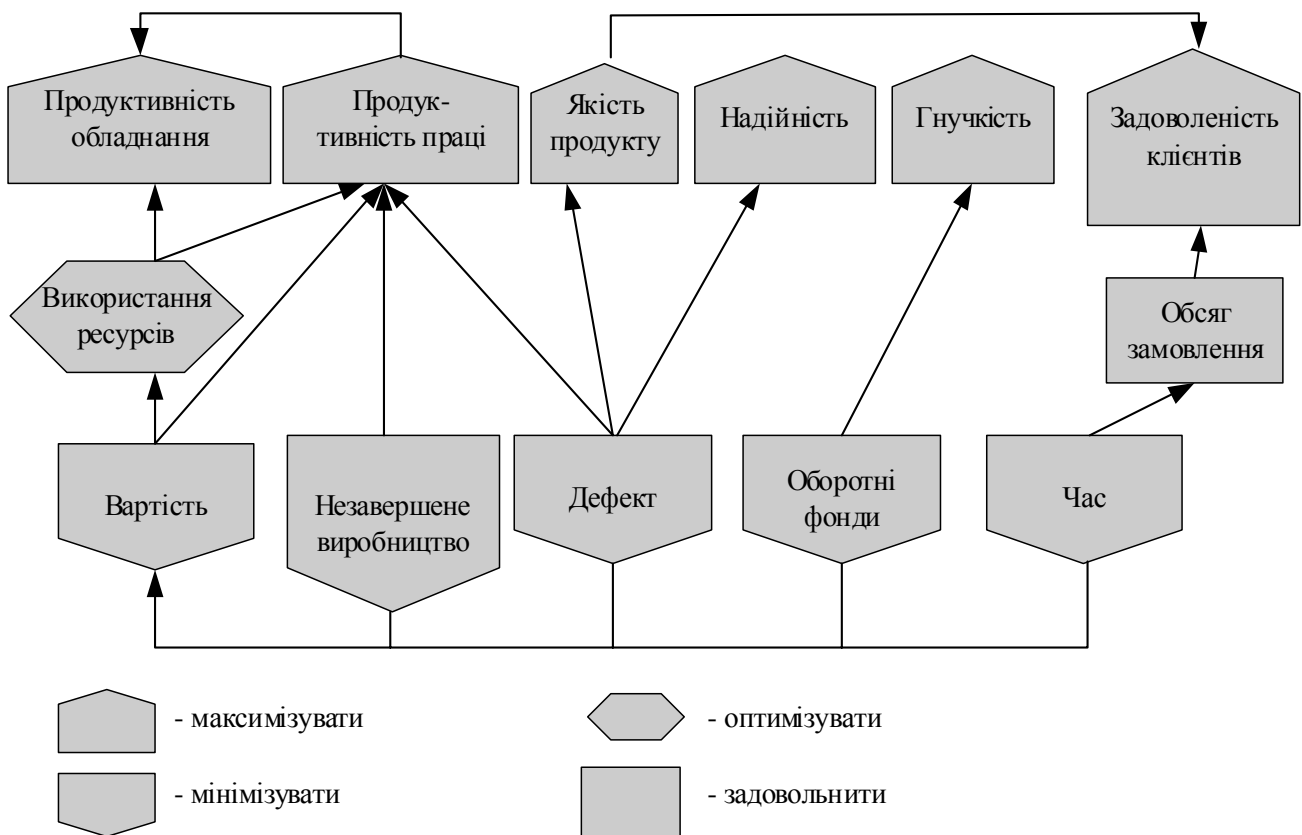 Продуктивність
обладнання
Продук-
тивність праці
Якість
продукту
Надійність
Гнучкість
Задоволеність
клієнтів
Використання
ресурсів
Обсяг
замовлення
Вартість
Незавершене
виробництво
Дефект
Оборотні
фонди
Час
- максимізувати
- оптимізувати
- мінімізувати
- задовольнити